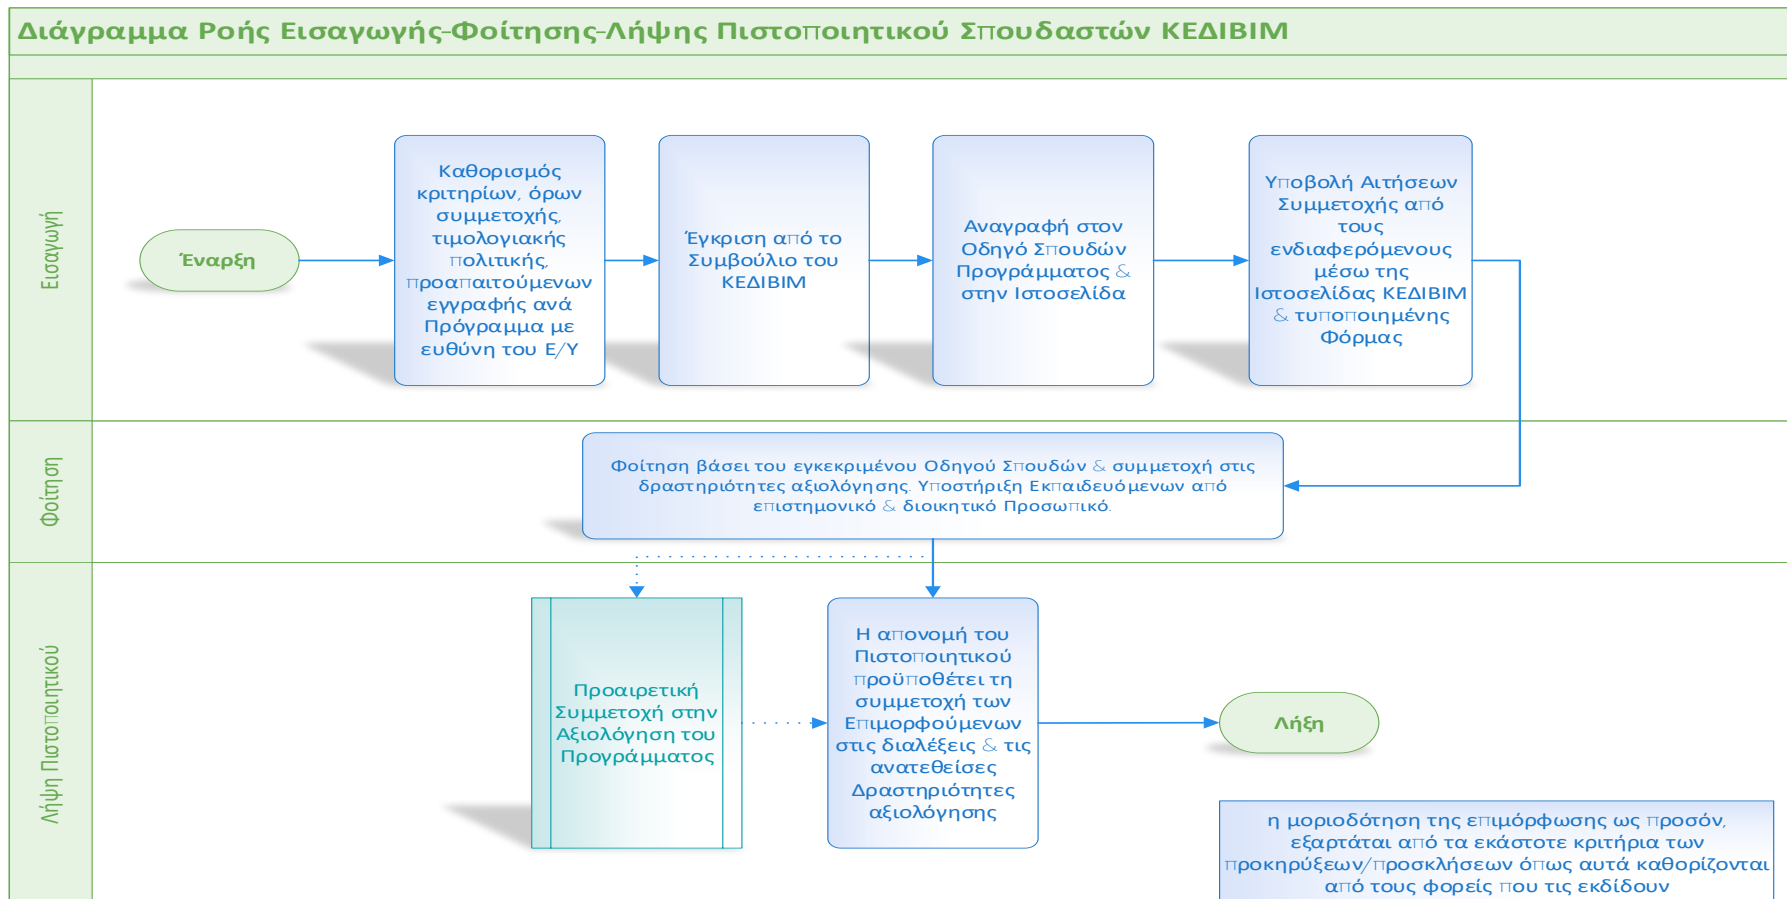 Διάγραμμα Ροής Εισαγωγής-Φοίτησης-Λήψης Πιστοποιητικού Σπουδαστών ΚΕΔΙΒΙΜ
Εισαγωγή
Έναρξη
Καθορισμός
κριτηρίων, όρων
συμμετοχής,
τιμολογιακής
πολιτικής,
προαπαιτούμενων
εγγραφής ανά
Πρόγραμμα με
ευθύνη του Ε/Υ
Έγκριση από το
Συμβούλιο του
ΚΕΔΙΒΙΜ
Αναγραφή στον
Οδηγό Σπουδών
Προγράμματος &
στην Ιστοσελίδα
Υποβολή Αιτήσεων
Συμμετοχής από
τους
ενδιαφερόμενους
μέσω της
Ιστοσελίδας ΚΕΔΙΒΙΜ
& τυποποιημένης
Φόρμας
Φοίτηση
Φοίτηση βάσει του εγκεκριμένου Οδηγού Σπουδών & συμμετοχή στις
δραστηριότητες αξιολόγησης. Υποστήριξη Εκπαιδευόμενων από
επιστημονικό & διοικητικό Προσωπικό.
Λήψη Πιστοποιητικού
Προαιρετική
Συμμετοχή στην
Αξιολόγηση του
Προγράμματος
Η απονομή του
Πιστοποιητικού
προϋποθέτει τη
συμμετοχή των
Επιμορφούμενων
στις διαλέξεις & τις
ανατεθείσες
Δραστηριότητες
αξιολόγησης
Λήξη
η μοριοδότηση της επιμόρφωσης ως προσόν,
εξαρτάται από τα εκάστοτε κριτήρια των
προκηρύξεων/προσκλήσεων όπως αυτά καθορίζονται
από τους φορείς που τις εκδίδουν